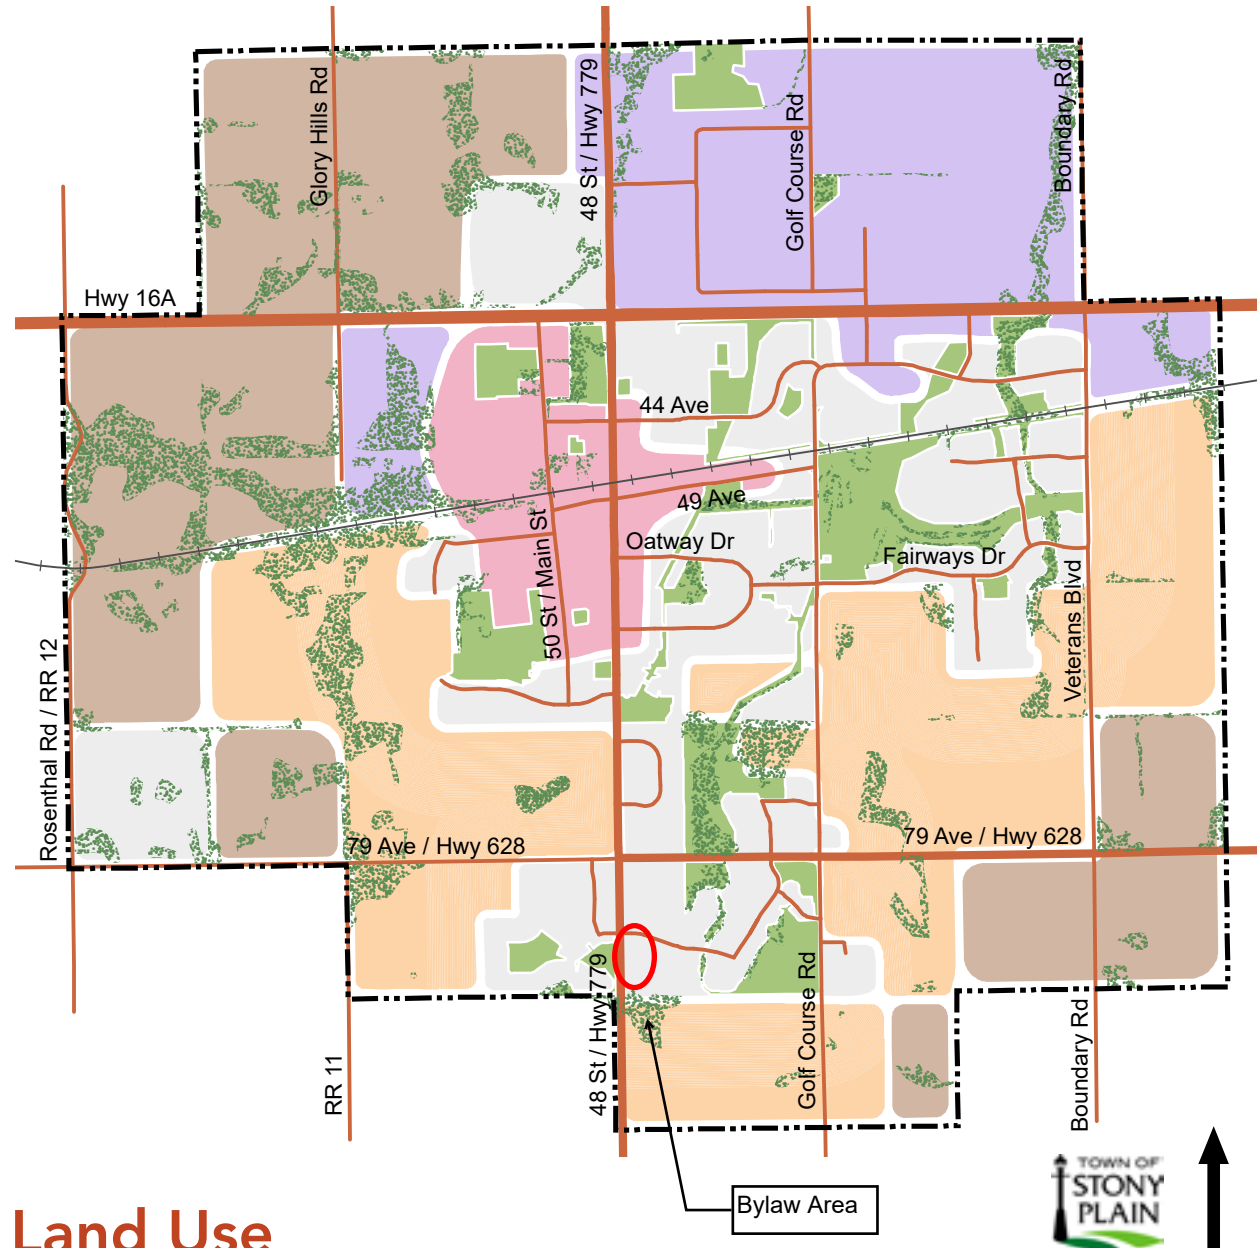 Glory Hills Rd
48 St / Hwy 779
Golf Course Rd
Boundary Rd
Hwy 16A
44 Ave
49 Ave
Oatway Dr
Fairways Dr
50 St / Main St
Veterans Blvd
Rosenthal Rd / RR 12
79 Ave / Hwy 628
79 Ave / Hwy 628
48 St / Hwy 779
Golf Course Rd
RR 11
Boundary Rd
Bylaw Area
TOWN OF
STONY
PLAIN
Land Use